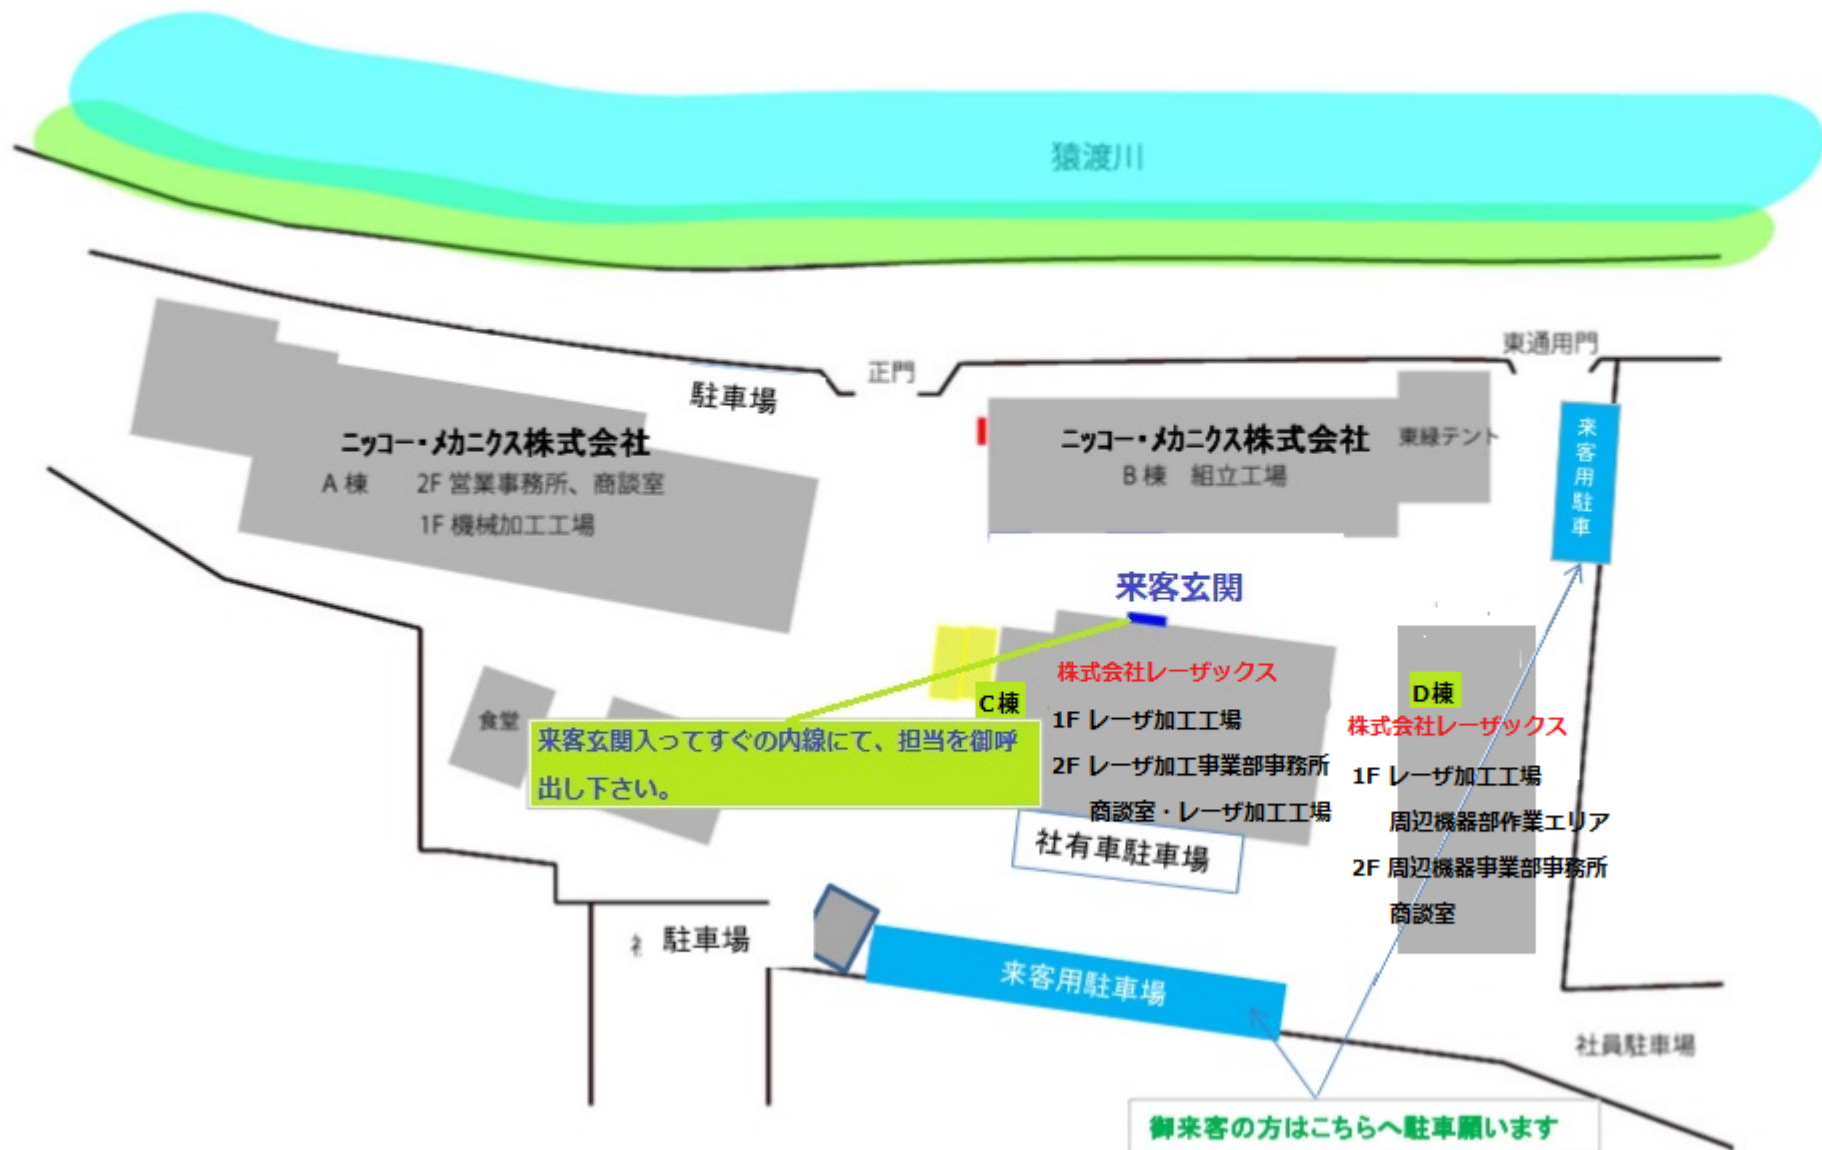 猿渡川
東通用門
正門
駐車場
ニッコー・メカニクス株式会社
A棟 2F 営業事務所、商談室
1F 機械加工工場
ニッコー・メカニクス株式会社
B棟 組立工場
東緑テント
来客用駐車
来客玄関
株式会社レーザックス
C棟
1F レーザ加工工場
2F レーザ加工事業部事務所
商談室・レーザ加工工場
D棟
株式会社レーザックス
1F レーザ加工工場
周辺機器部作業エリア
2F 周辺機器事業部事務所
商談室
食堂
来客玄関入ってすぐの内線にて、担当を御呼
出し下さい。
社有車駐車場
駐車場
来客用駐車場
社員駐車場
御来客の方はこちらへ駐車願います